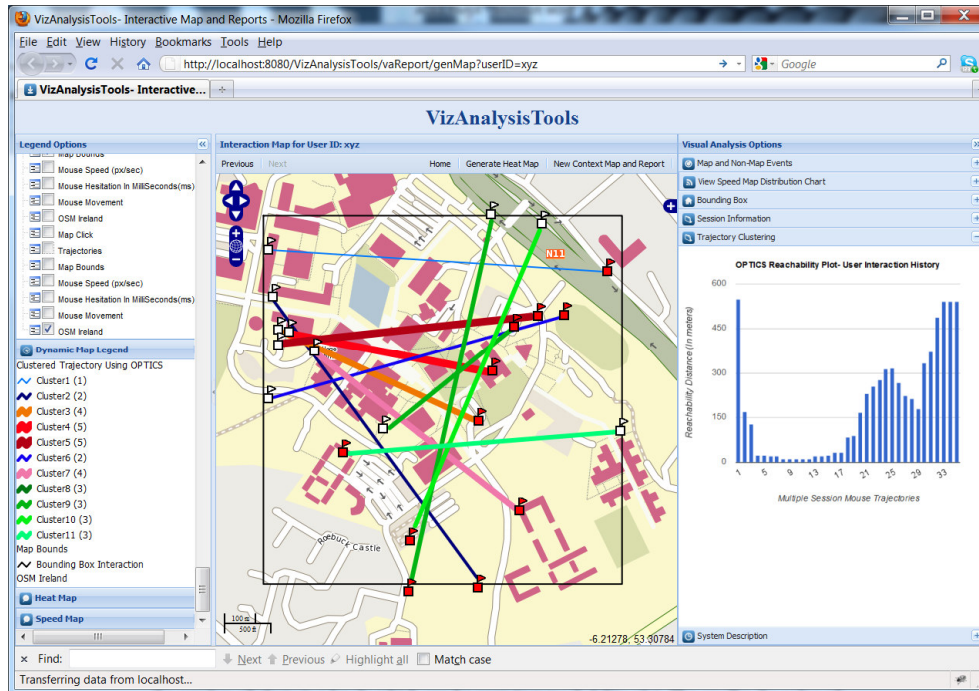 VizAnalysisTools- Interactive Map and Reports - Mozilla Firefox
File Edit View History Bookmarks Tools Help
http://localhost:8080/VizAnalysisTools/vaReport/genMap?userID=xyz
Google
VizAnalysisTools- Interactive...
VizAnalysisTools
Legend Options
Map Bounds
Mouse Speed (px/sec)
Mouse Hesitation In MilliSeconds(ms)
Mouse Movement
OSM Ireland
Map Click
Trajectories
Map Bounds
Mouse Speed (px/sec)
Mouse Hesitation In MilliSeconds(ms)
Mouse Movement
OSM Ireland
Dynamic Map Legend
Clustered Trajectory Using OPTICS
Cluster1 (1)
Cluster2 (2)
Cluster3 (4)
Cluster4 (5)
Cluster5 (5)
Cluster6 (2)
Cluster7 (4)
Cluster8 (3)
Cluster9 (3)
Cluster10 (3)
Cluster11 (3)
Map Bounds
Bounding Box Interaction
OSM Ireland
Heat Map
Speed Map
Interaction Map for User ID: xyz
Previous Next Home Generate Heat Map New Context Map and Report
N11
Roebuck Castle
100 m
500 ft
-6.21278, 53.30784
Visual Analysis Options
Map and Non-Map Events
View Speed Map Distribution Chart
Bounding Box
Session Information
Trajectory Clustering
OPTICS Reachability Plot- User Interaction History
600
450
300
150
0
Reachability Distance (In meters)
1 5 9 13 17 21 25 29 33
Multiple Session Mouse Trajectories
System Description
× Find: Next Previous Highlight all Match case
Transferring data from localhost...